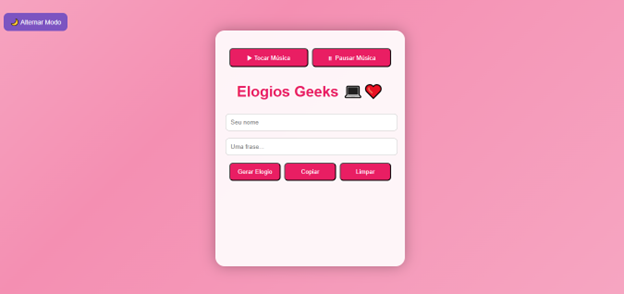 🌙 Alternar Modo
▶ Tocar Música ⏸ Pausar Música
Elogios Geeks 💻❤️
Seu nome
Uma frase...
Gerar Elogio Copiar Limpar